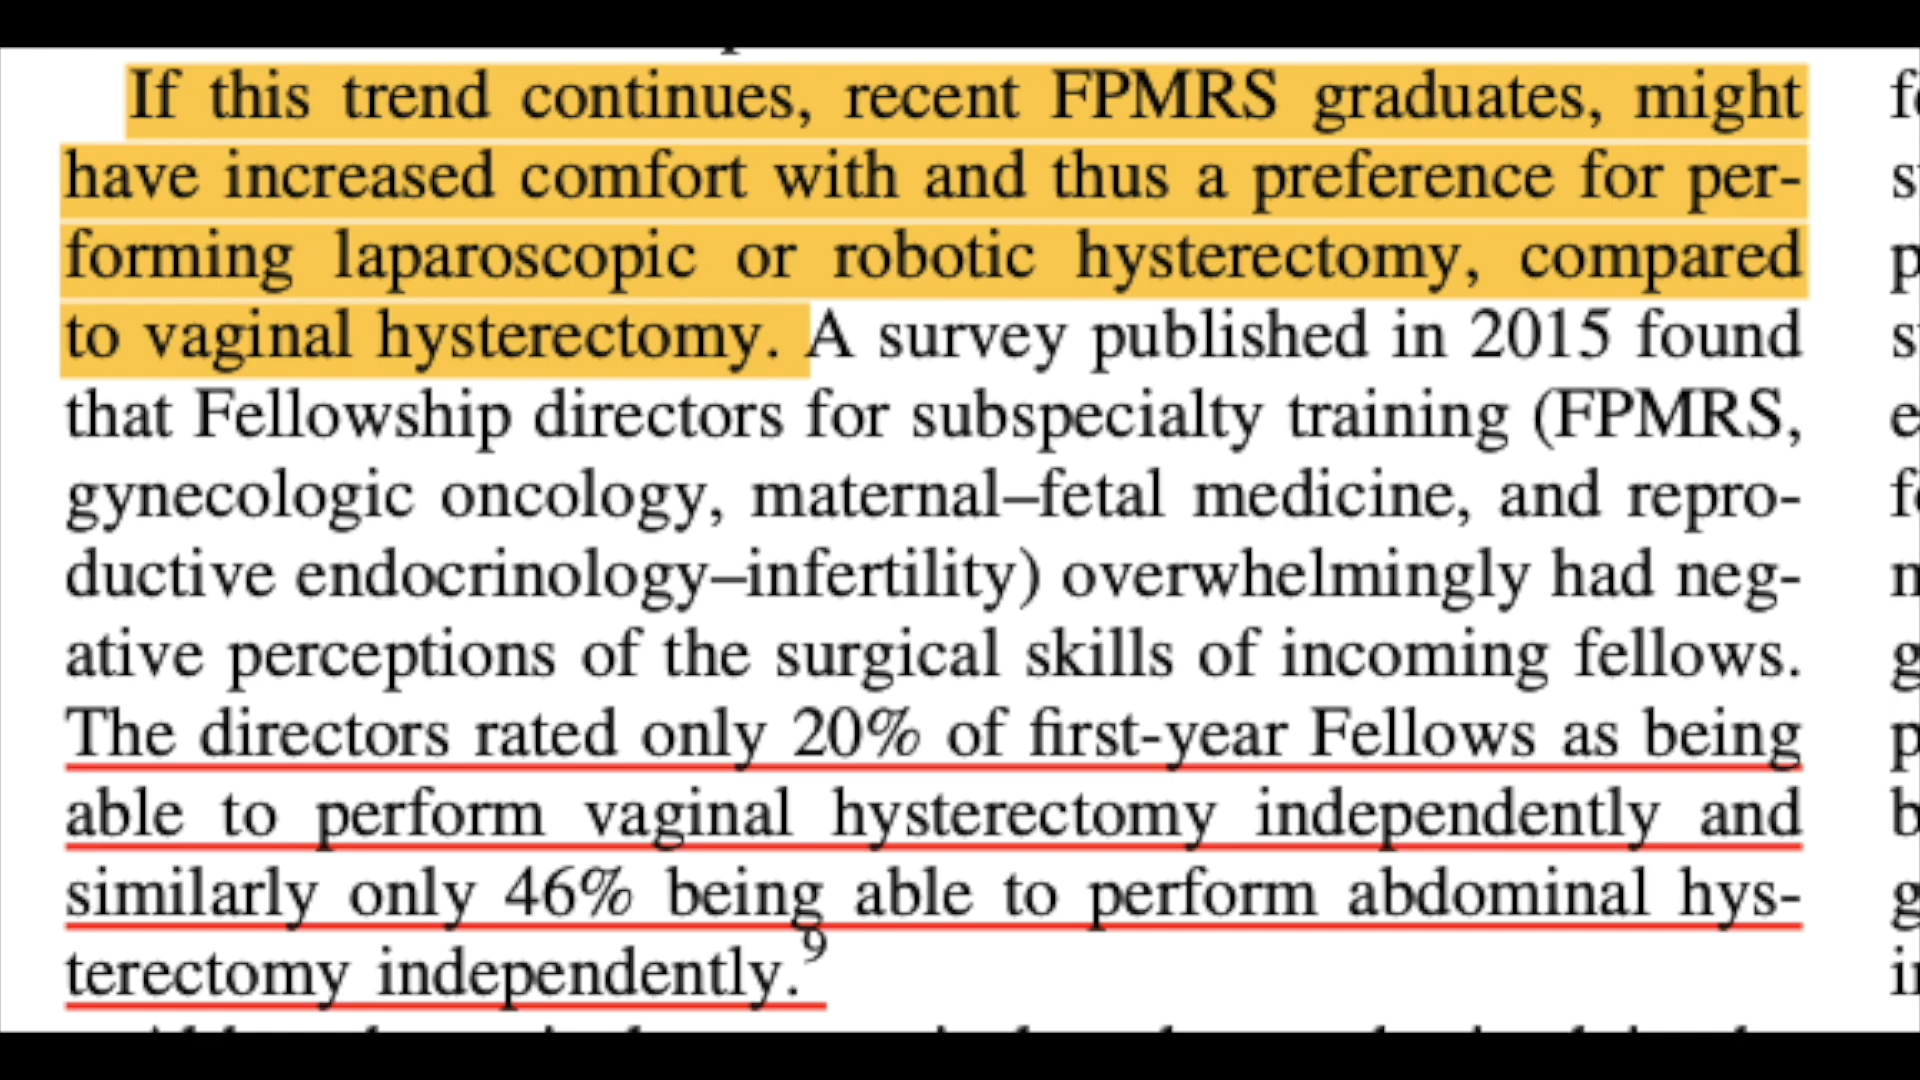 If this trend continues, recent FPMRS graduates, might
have increased comfort with and thus a preference for per-
forming laparoscopic or robotic hysterectomy, compared
to vaginal hysterectomy. A survey published in 2015 found
that Fellowship directors for subspecialty training (FPMRS,
gynecologic oncology, maternal–fetal medicine, and repro-
ductive endocrinology–infertility) overwhelmingly had neg-
ative perceptions of the surgical skills of incoming fellows.
The directors rated only 20% of first-year Fellows as being
able to perform vaginal hysterectomy independently and
similarly only 46% being able to perform abdominal hys-
terectomy independently.9